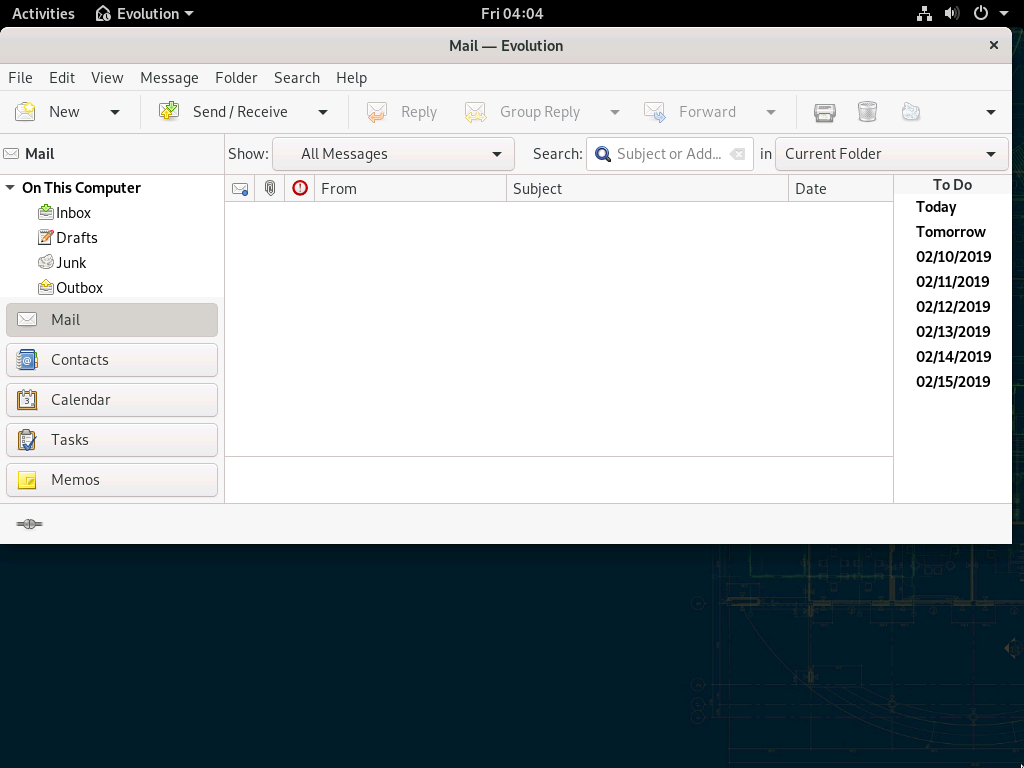 Activities Evolution Fri 04:04
Mail — Evolution
File Edit View Message Folder Search Help
New Send / Receive Reply Group Reply Forward
Mail Show: All Messages Search: Subject or Add... in Current Folder
On This Computer From Subject Date To Do
Inbox
Drafts
Junk
Outbox
Mail
Contacts
Calendar
Tasks
Memos
Today
Tomorrow
02/10/2019
02/11/2019
02/12/2019
02/13/2019
02/14/2019
02/15/2019